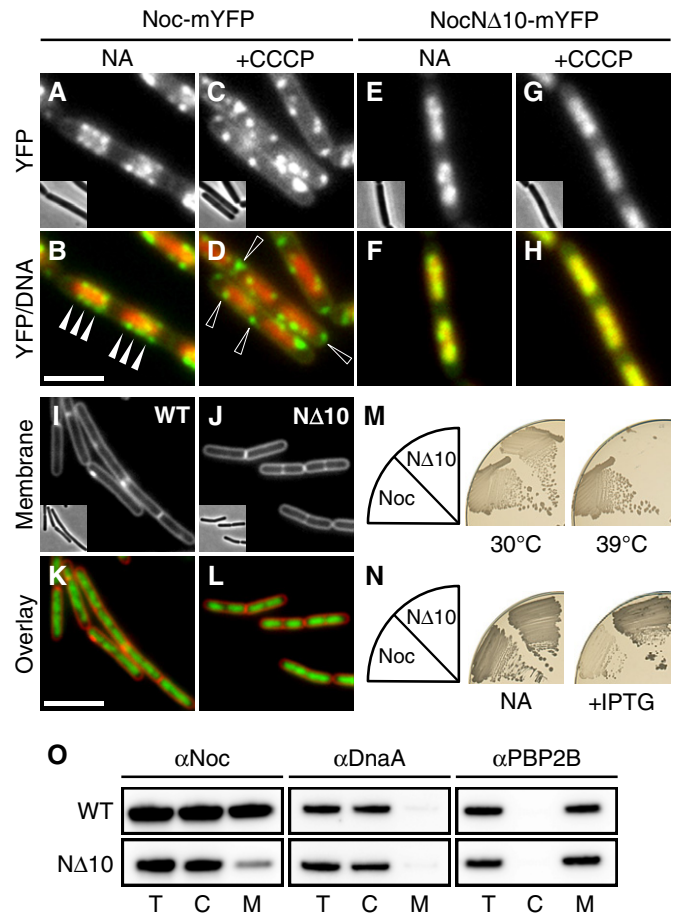 Noc-mYFP NocNΔ10-mYFP
NA +CCCP NA +CCCP
A C E G
YFP
B D F H
YFP/DNA
I WT J NΔ10 M NΔ10
Membrane
Noc
30°C 39°C
K L N NΔ10
Overlay
Noc
NA +IPTG
O αNoc αDnaA αPBP2B
WT
NΔ10
T C M T C M T C M